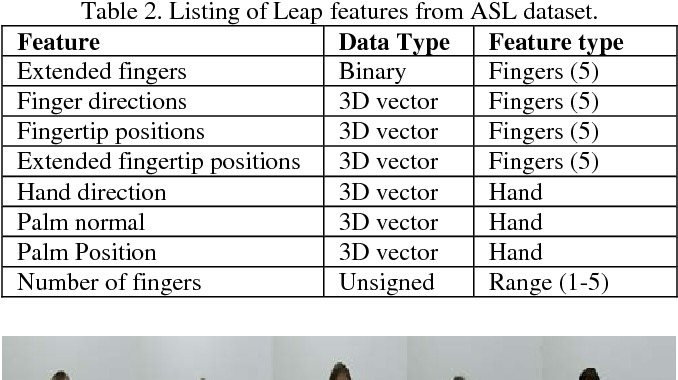 Table 2. Listing of Leap features from ASL dataset.
Feature Data Type Feature type
Extended fingers Binary Fingers (5)
Finger directions 3D vector Fingers (5)
Fingertip positions 3D vector Fingers (5)
Extended fingertip positions 3D vector Fingers (5)
Hand direction 3D vector Hand
Palm normal 3D vector Hand
Palm Position 3D vector Hand
Number of fingers Unsigned Range (1-5)